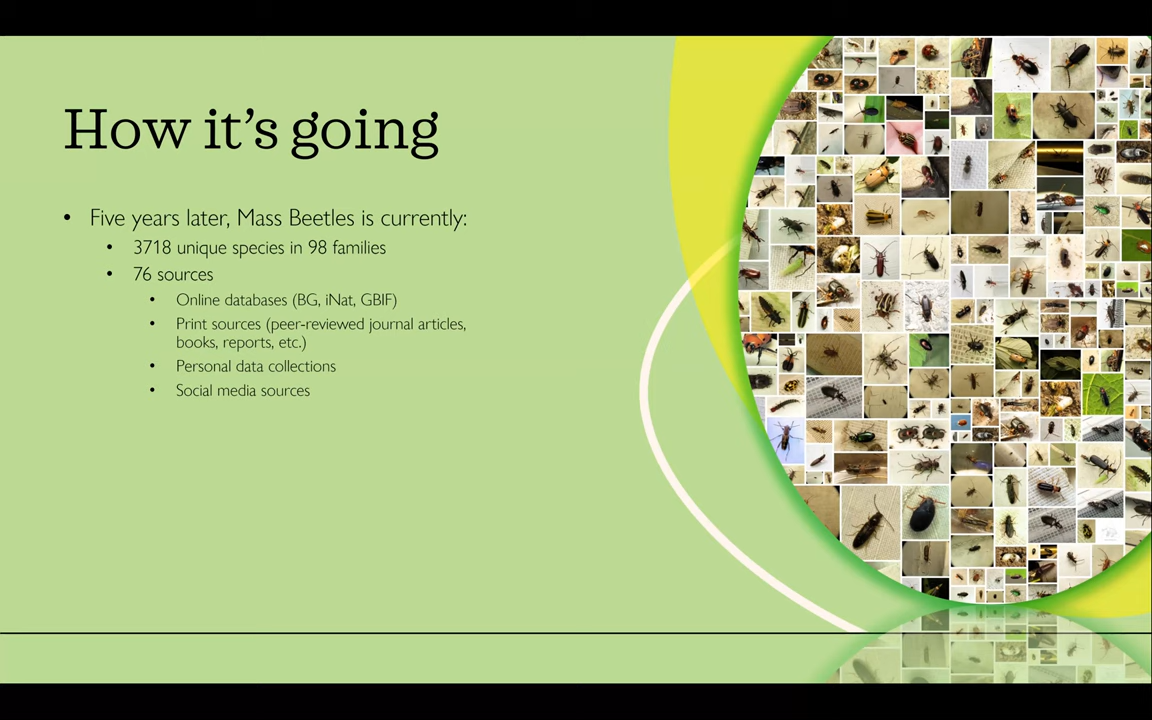 How it's going
• Five years later, Mass Beetles is currently:
• 3718 unique species in 98 families
• 76 sources
• Online databases (BG, iNat, GBIF)
• Print sources (peer-reviewed journal articles,
books, reports, etc.)
• Personal data collections
• Social media sources